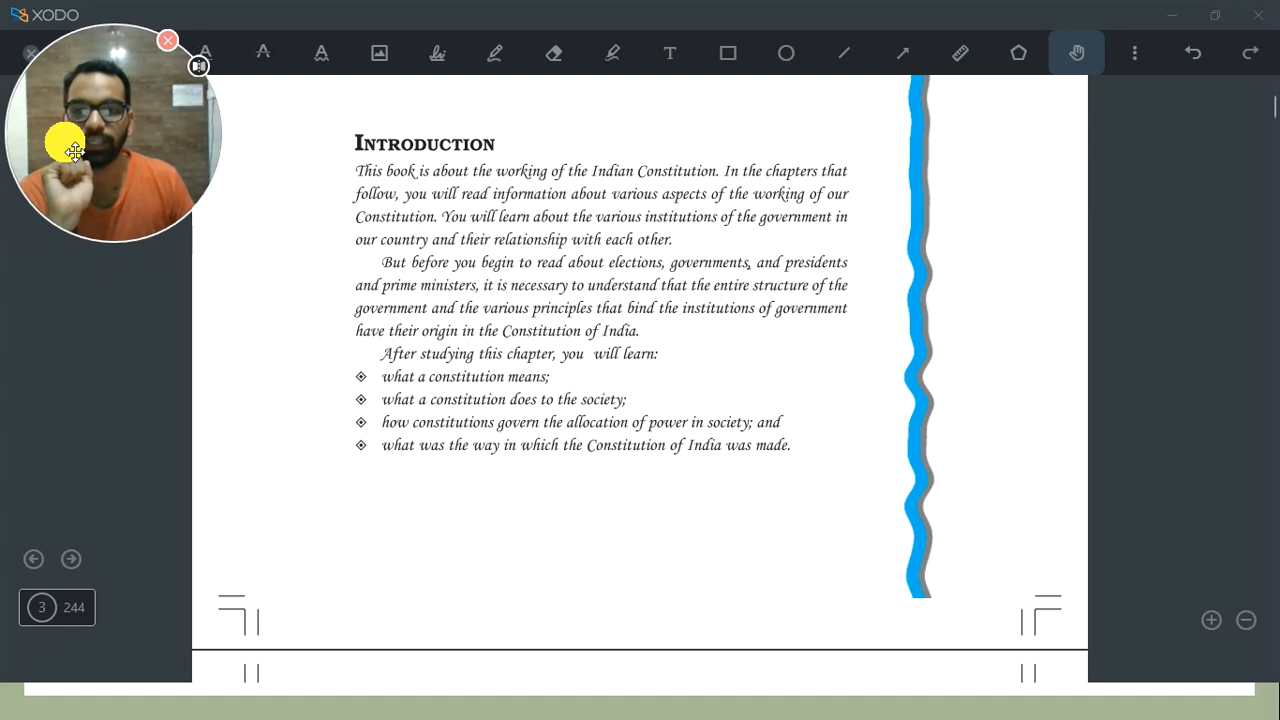 XODO
INTRODUCTION
This book is about the working of the Indian Constitution. In the chapters that
follow, you will read information about various aspects of the working of our
Constitution. You will learn about the various institutions of the government in
our country and their relationship with each other.
But before you begin to read about elections, governments, and presidents
and prime ministers, it is necessary to understand that the entire structure of the
government and the various principles that bind the institutions of government
have their origin in the Constitution of India.
After studying this chapter, you will learn:
what a constitution means;
what a constitution does to the society;
how constitutions govern the allocation of power in society; and
what was the way in which the Constitution of India was made.
3 244